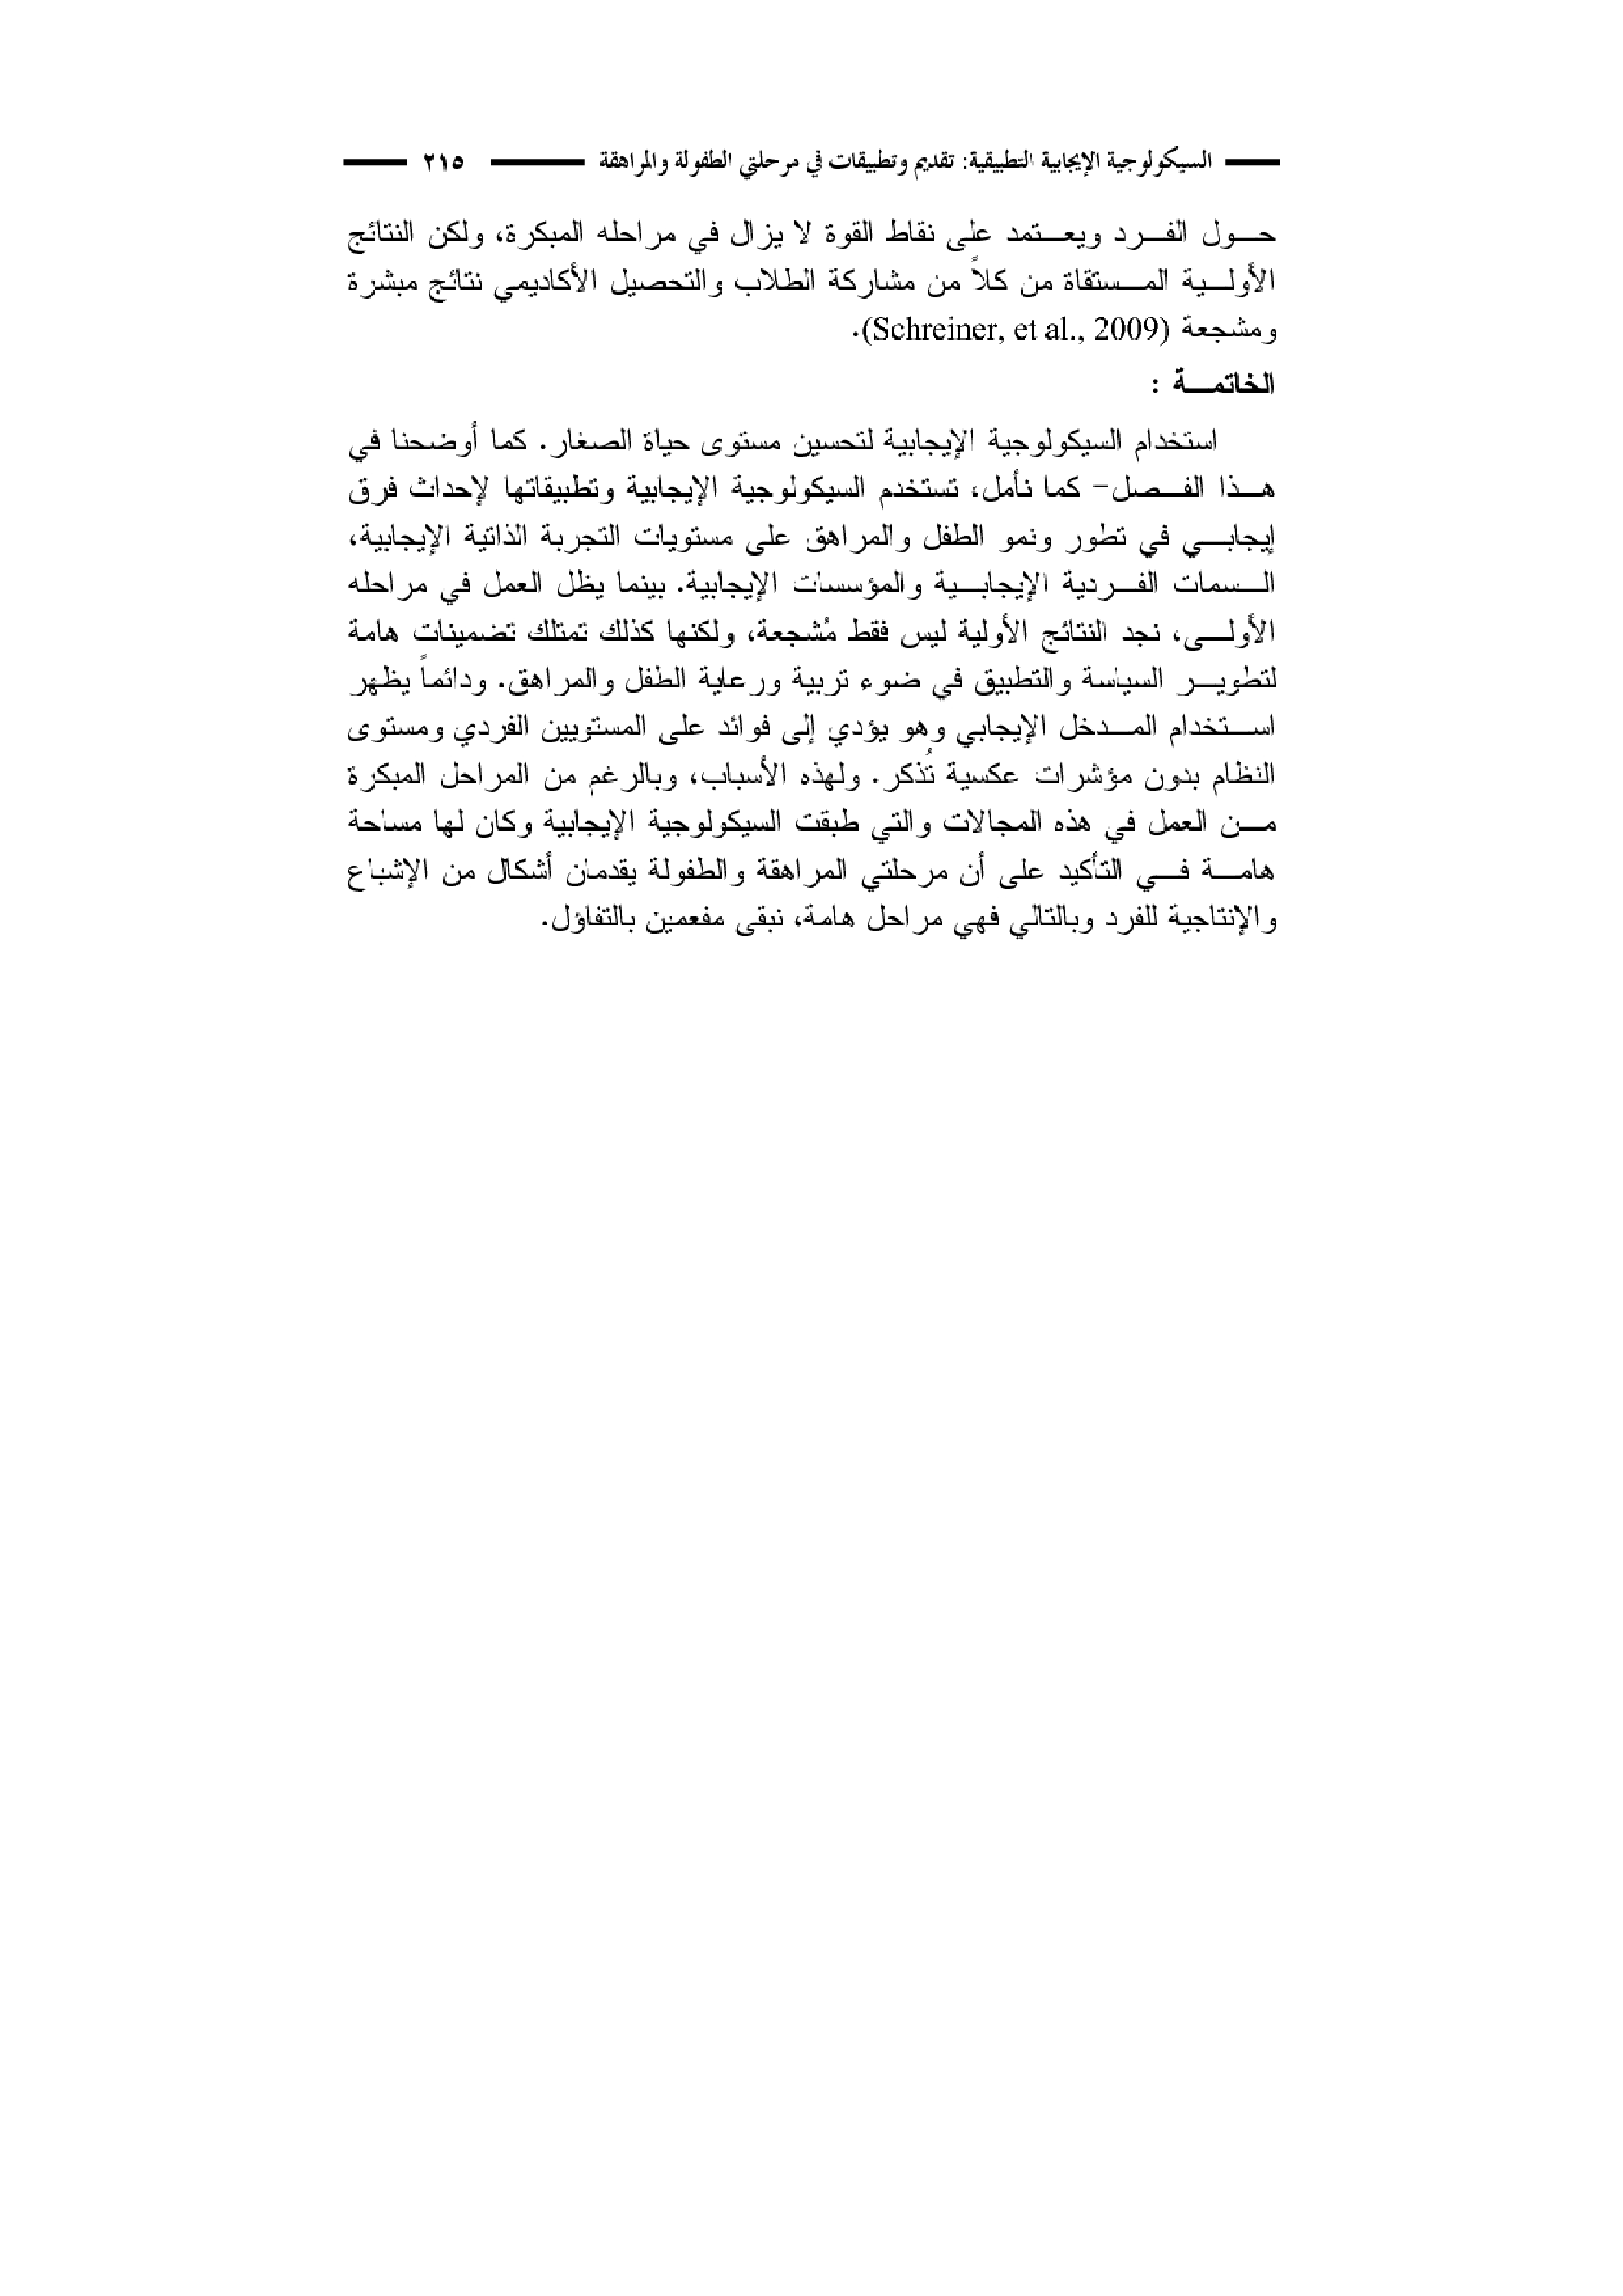 السيكولوجية الإيجابية التطبيقية: تقديم وتطبيقات في مرحلتي الطفولة والمراهقة ٢١٥
حول الفرد ويعتمد على نقاط القوة لا يزال في مراحله المبكرة، ولكن النتائج
الأولية المستقاة من كلاً من مشاركة الطلاب والتحصيل الأكاديمي نتائج مبشرة
ومشجعة (Schreiner, et al., 2009).
الخاتمة :
استخدام السيكولوجية الإيجابية لتحسين مستوى حياة الصغار. كما أوضحنا في
هذا الفصل- كما نأمل، تستخدم السيكولوجية الإيجابية وتطبيقاتها لإحداث فرق
إيجابي في تطور ونمو الطفل والمراهق على مستويات التجربة الذاتية الإيجابية،
السمات الفردية الإيجابية والمؤسسات الإيجابية. بينما يظل العمل في مراحله
الأولى، نجد النتائج الأولية ليس فقط مُشجعة، ولكنها كذلك تمتلك تضمينات هامة
لتطوير السياسة والتطبيق في ضوء تربية ورعاية الطفل والمراهق. ودائماً يظهر
استخدام المدخل الإيجابي وهو يؤدي إلى فوائد على المستويين الفردي ومستوى
النظام بدون مؤشرات عكسية تُذكر. ولهذه الأسباب، وبالرغم من المراحل المبكرة
من العمل في هذه المجالات والتي طبقت السيكولوجية الإيجابية وكان لها مساحة
هامة في التأكيد على أن مرحلتي المراهقة والطفولة يقدمان أشكال من الإشباع
والإنتاجية للفرد وبالتالي فهي مراحل هامة، نبقى مفعمين بالتفاؤل.